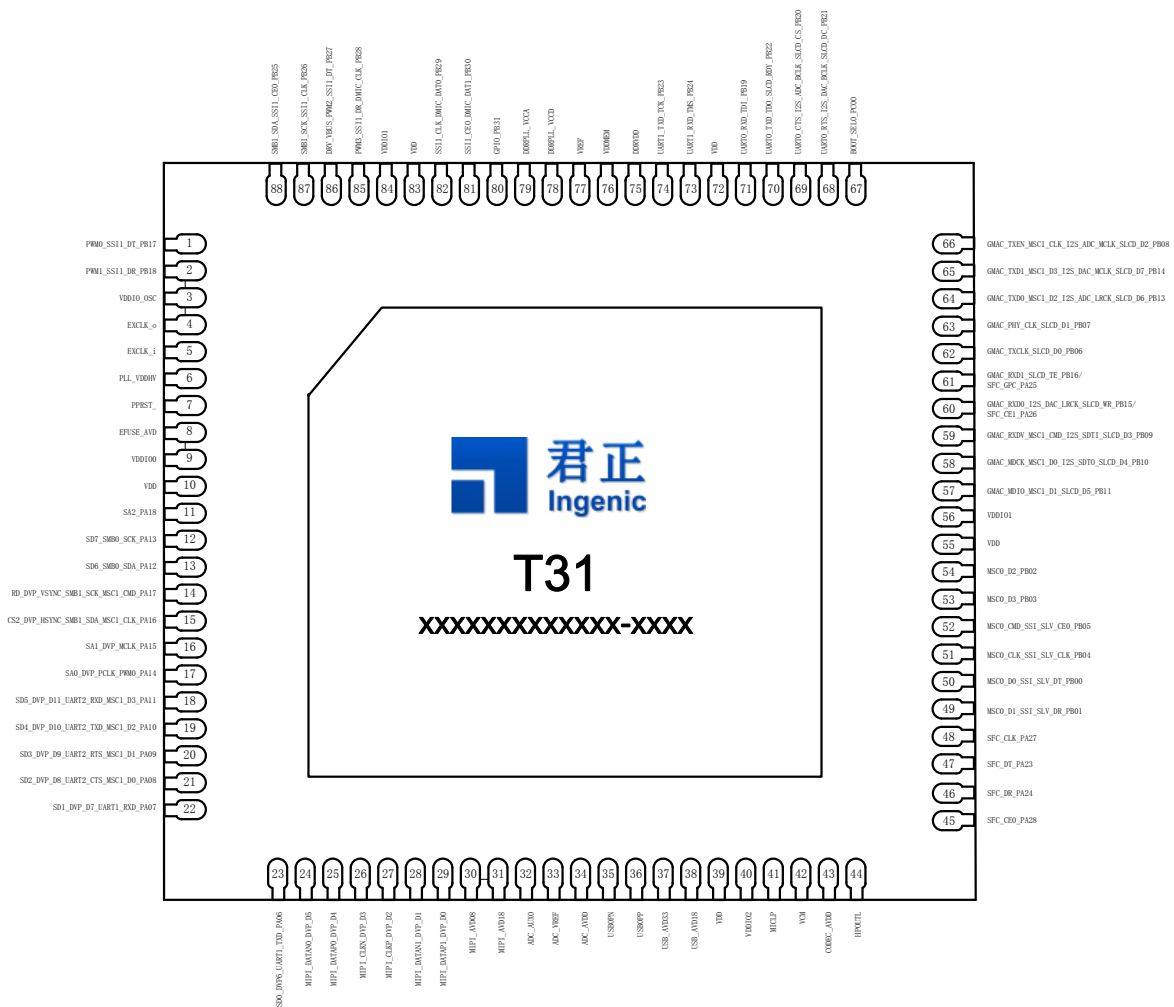 SMB1_SDA_SSI1_CE0_PB25
SMB1_SCK_SSI1_CLK_PB26
DRV_VBUS_PWM2_SSI1_DT_PB27
PWM3_SSI1_DR_DMIC_CLK_PB28
VDDIO1
VDD
SSI1_CLK_DMIC_DAT0_PB29
SSI1_CE0_DMIC_DAT1_PB30
GPIO_PB31
DDRPLL_VCCA
DDRPLL_VCCD
VREF
VDDMEM
DDRVDD
UART1_TXD_TCK_PB23
UART1_RXD_TMS_PB24
VDD
UART0_RXD_TDI_PB19
UART0_TXD_TDO_SLCD_RDY_PB22
UART0_CTS_I2S_ADC_BCLK_SLCD_CS_PB20
UART0_RTS_I2S_DAC_BCLK_SLCD_DC_PB21
BOOT_SEL0_PC00
88 87 86 85 84 83 82 81 80 79 78 77 76 75 74 73 72 71 70 69 68 67
PWM0_SSI1_DT_PB17 1
PWM1_SSI1_DR_PB18 2
VDDIO_OSC 3
EXCLK_o 4
EXCLK_i 5
PLL_VDDHV 6
PPRST_ 7
EFUSE_AVD 8
VDDIO0 9
VDD 10
SA2_PA18 11
SD7_SMB0_SCK_PA13 12
SD6_SMB0_SDA_PA12 13
RD_DVP_VSYNC_SMB1_SCK_MSC1_CMD_PA17 14
CS2_DVP_HSYNC_SMB1_SDA_MSC1_CLK_PA16 15
SA1_DVP_MCLK_PA15 16
SA0_DVP_PCLK_PWM0_PA14 17
SD5_DVP_D11_UART2_RXD_MSC1_D3_PA11 18
SD4_DVP_D10_UART2_TXD_MSC1_D2_PA10 19
SD3_DVP_D9_UART2_RTS_MSC1_D1_PA09 20
SD2_DVP_D8_UART2_CTS_MSC1_D0_PA08 21
SD1_DVP_D7_UART1_RXD_PA07 22
君正
Ingenic
T31
XXXXXXXXXXXXX-XXXX
66 GMAC_TXEN_MSC1_CLK_I2S_ADC_MCLK_SLCD_D2_PB08
65 GMAC_TXD1_MSC1_D3_I2S_DAC_MCLK_SLCD_D7_PB14
64 GMAC_TXD0_MSC1_D2_I2S_ADC_LRCK_SLCD_D6_PB13
63 GMAC_PHY_CLK_SLCD_D1_PB07
62 GMAC_TXCLK_SLCD_D0_PB06
61 GMAC_RXD1_SLCD_TE_PB16/
SFC_GPC_PA25
60 GMAC_RXD0_I2S_DAC_LRCK_SLCD_WR_PB15/
SFC_CE1_PA26
59 GMAC_RXDV_MSC1_CMD_I2S_SDTI_SLCD_D3_PB09
58 GMAC_MDCK_MSC1_D0_I2S_SDTO_SLCD_D4_PB10
57 GMAC_MDIO_MSC1_D1_SLCD_D5_PB11
56 VDDIO1
55 VDD
54 MSC0_D2_PB02
53 MSC0_D3_PB03
52 MSC0_CMD_SSI_SLV_CE0_PB05
51 MSC0_CLK_SSI_SLV_CLK_PB04
50 MSC0_D0_SSI_SLV_DT_PB00
49 MSC0_D1_SSI_SLV_DR_PB01
48 SFC_CLK_PA27
47 SFC_DT_PA23
46 SFC_DR_PA24
45 SFC_CE0_PA28
23 24 25 26 27 28 29 30 31 32 33 34 35 36 37 38 39 40 41 42 43 44
SD0_DVP6_UART1_TXD_PA06
MIPI_DATAN0_DVP_D5
MIPI_DATAP0_DVP_D4
MIPI_CLKN_DVP_D3
MIPI_CLKP_DVP_D2
MIPI_DATAN1_DVP_D1
MIPI_DATAP1_DVP_D0
MIPI_AVD08
MIPI_AVD18
ADC_AUX0
ADC_VREF
ADC_AVDD
USB0PN
USB0PP
USB_AVD33
USB_AVD18
VDD
VDDIO2
MICLP
VCM
CODEC_AVDD
HPOUTL